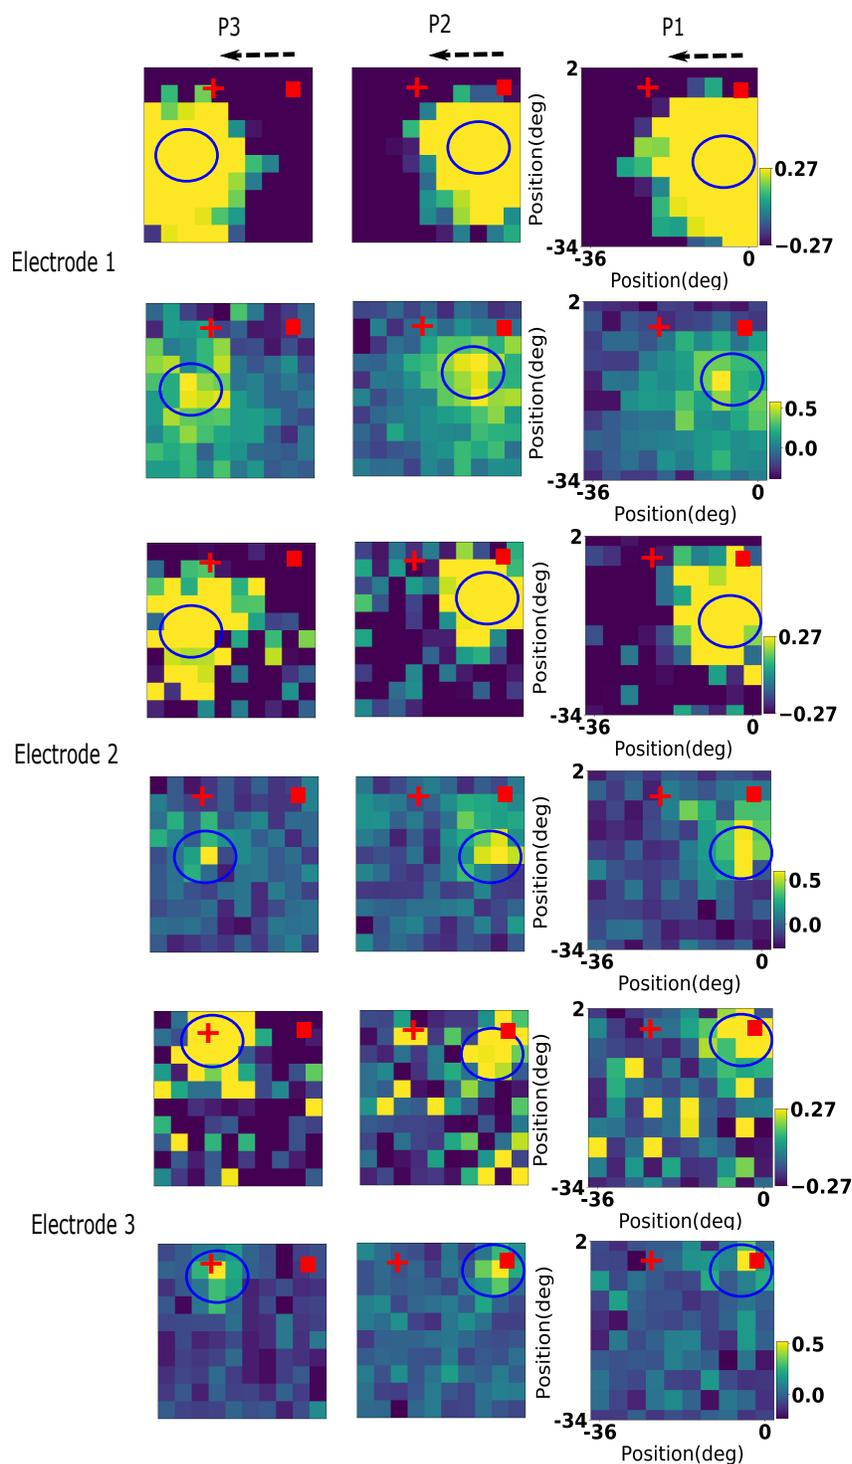 P3 P2 P1
2
Position(deg)
0.27
-34
−0.27
-36 0
Electrode 1
Position(deg)
2
Position(deg)
0.5
0.0
-34
-36 0
Position(deg)
2
Position(deg)
0.27
-34
−0.27
-36 0
Position(deg)
Electrode 2
2
Position(deg)
0.5
0.0
-34
-36 0
Position(deg)
2
Position(deg)
0.27
-34
−0.27
-36 0
Position(deg)
Electrode 3
2
Position(deg)
0.5
0.0
-34
-36 0
Position(deg)